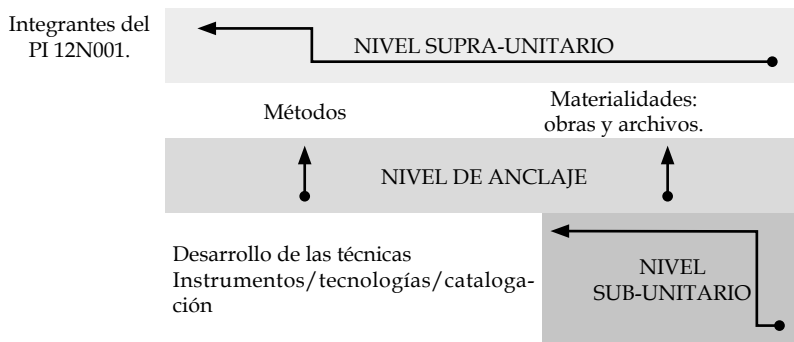 Integrantes del
PI 12N001.
NIVEL SUPRA-UNITARIO
Métodos
Materialidades:
obras y archivos.
NIVEL DE ANCLAJE
Desarrollo de las técnicas
Instrumentos/tecnologías/cataloga-
ción
NIVEL
SUB-UNITARIO